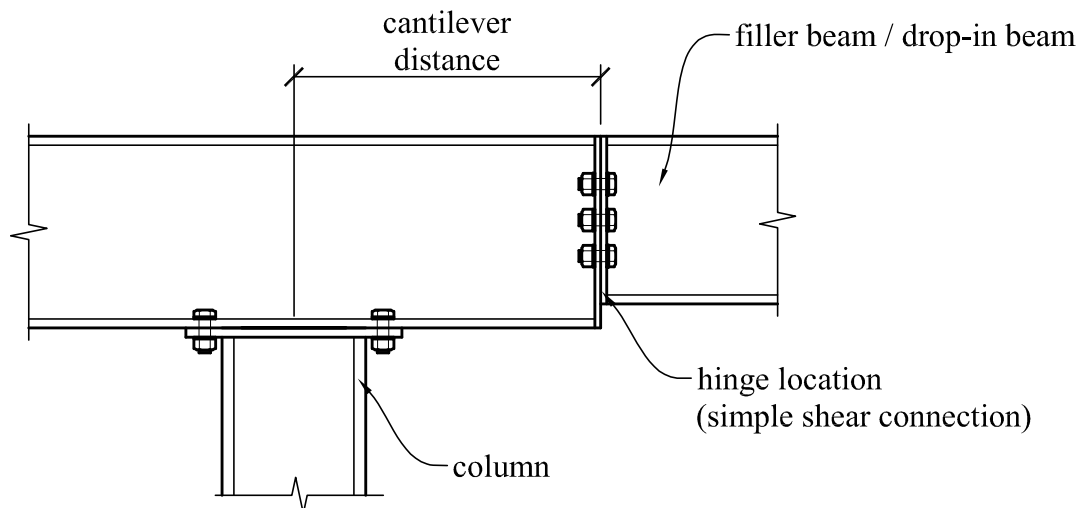 cantilever
distance
filler beam / drop-in beam
hinge location
(simple shear connection)
column